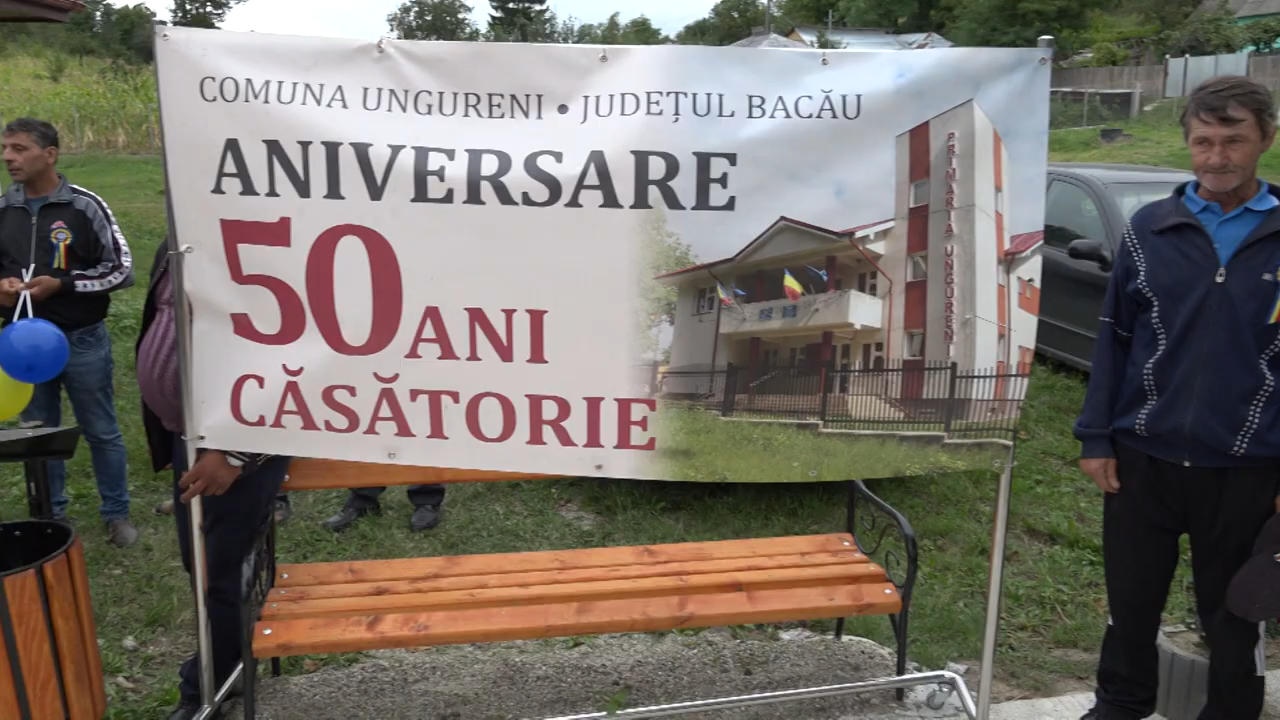 COMUNA UNGURENI • JUDEȚUL BACĂU
ANIVERSARE
50 ANI
CĂSĂTORIE
PRIMĂRIA UNGURENI